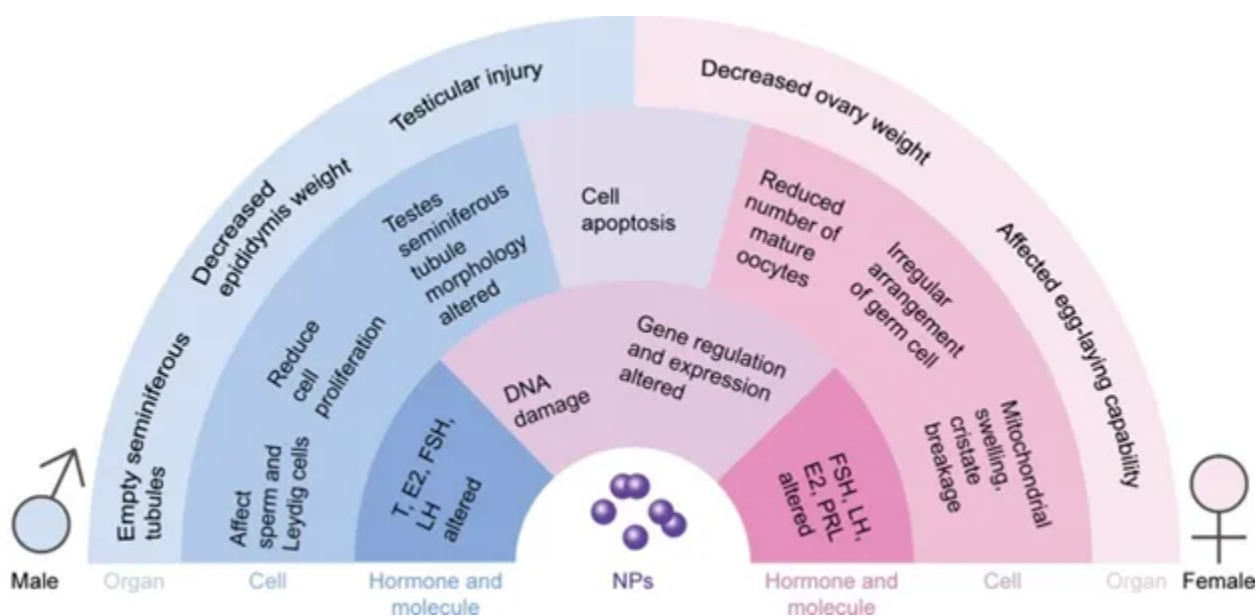 Testicular injury
Decreased
epididymis weight
Empty seminiferous
tubules
Decreased ovary weight
Affected egg-laying capability
Testes
seminiferous
tubule
morphology
altered
Reduce
cell
proliferation
Affect
sperm and
Leydig cells
Cell
apoptosis
Reduced
number of
mature
oocytes
Irregular
arrangement
of germ cell
Mitochondrial
swelling,
cristate
breakage
T, E2, FSH,
LH
altered
DNA
damage
Gene regulation
and expression
altered
FSH, LH,
E2, PRL
altered
Male
Organ
Cell
Hormone and
molecule
NPs
Hormone and
molecule
Cell
Organ
Female